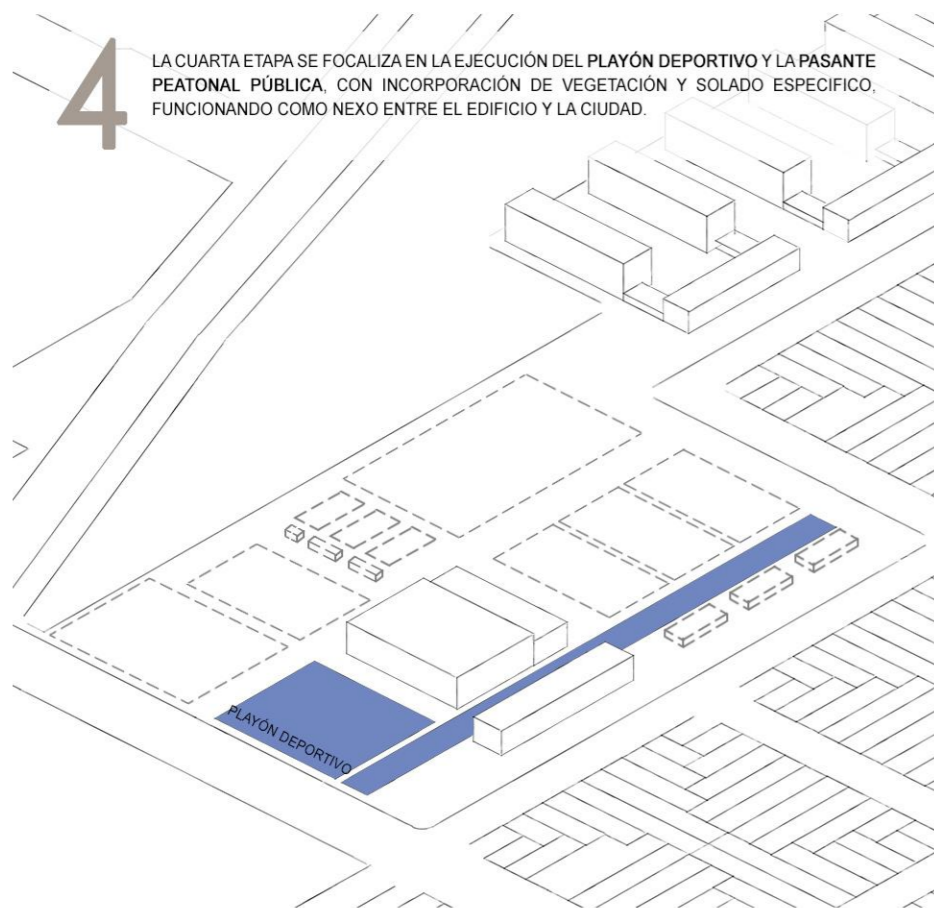 4
LA CUARTA ETAPA SE FOCALIZA EN LA EJECUCIÓN DEL PLAYÓN DEPORTIVO Y LA PASANTE
PEATONAL PÚBLICA, CON INCORPORACIÓN DE VEGETACIÓN Y SOLADO ESPECIFICO,
FUNCIONANDO COMO NEXO ENTRE EL EDIFICIO Y LA CIUDAD.
PLAYÓN DEPORTIVO